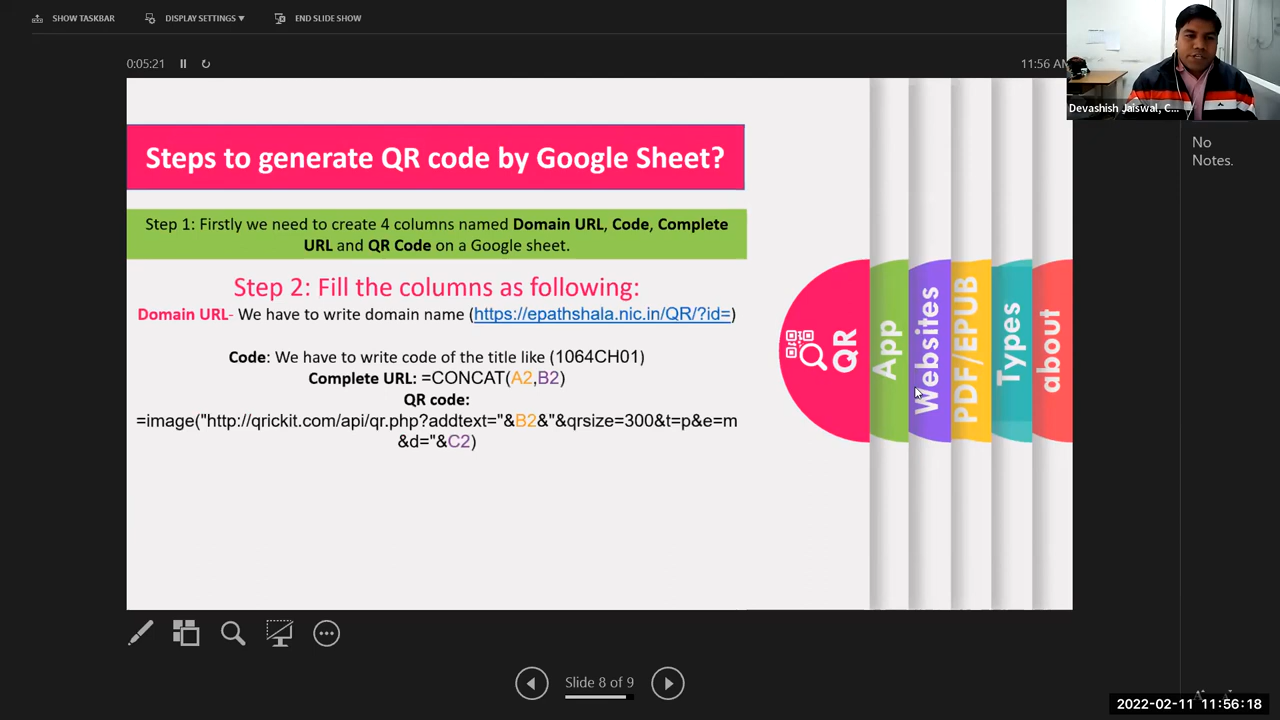 SHOW TASKBAR
DISPLAY SETTINGS ▾
END SLIDE SHOW
0:05:21
11:56 AM
Devashish Jaiswal, C...
No
Notes.
Steps to generate QR code by Google Sheet?
Step 1: Firstly we need to create 4 columns named Domain URL, Code, Complete
URL and QR Code on a Google sheet.
Step 2: Fill the columns as following:
Domain URL- We have to write domain name (https://epathshala.nic.in/QR/?id=)
Code: We have to write code of the title like (1064CH01)
Complete URL: =CONCAT(A2,B2)
QR code:
=image("http://qrickit.com/api/qr.php?addtext="&B2&"&qrsize=300&t=p&e=m
&d="&C2)
QR
App
Websites
PDF/EPUB
Types
about
Slide 8 of 9
2022-02-11 11:56:18